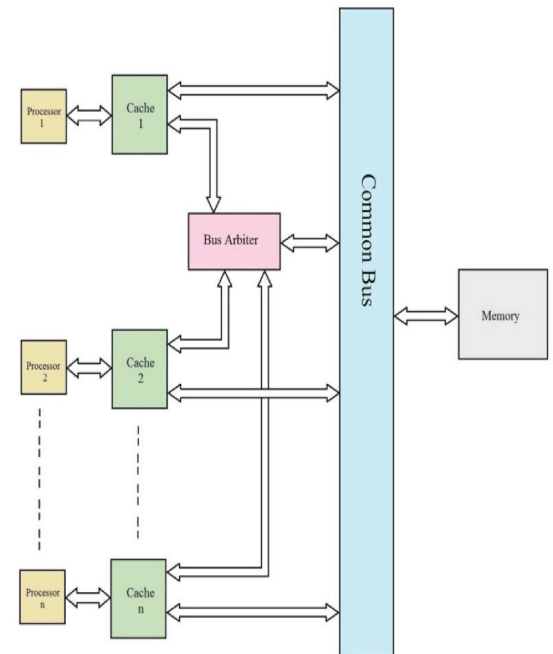 Processor
1
Cache
1
Common Bus
Bus Arbiter
Memory
Processor
2
Cache
2
Processor
n
Cache
n